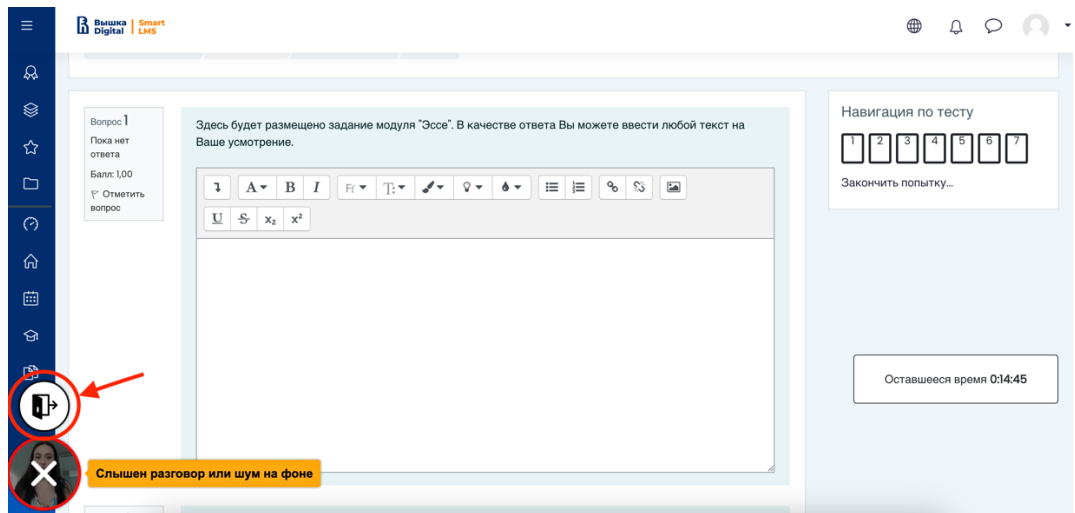 Вышка | Smart
Digital | LMS
Вопрос 1
Пока нет
ответа
Балл: 1,00
Отметить
вопрос
Здесь будет размещено задание модуля "Эссе". В качестве ответа Вы можете ввести любой текст на
Ваше усмотрение.
A B I Fr T
U S x₂ x²
Навигация по тесту
1 2 3 4 5 6 7
Закончить попытку...
Оставшееся время 0:14:45
Слышен разговор или шум на фоне